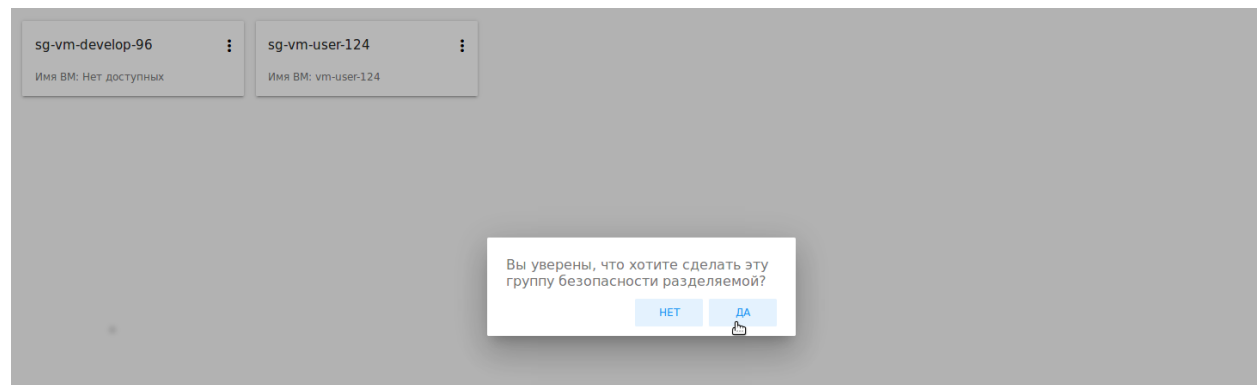 sg-vm-develop-96
Имя ВМ: Нет доступных
sg-vm-user-124
Имя ВМ: vm-user-124
Вы уверены, что хотите сделать эту
группу безопасности разделяемой?
НЕТ
ДА